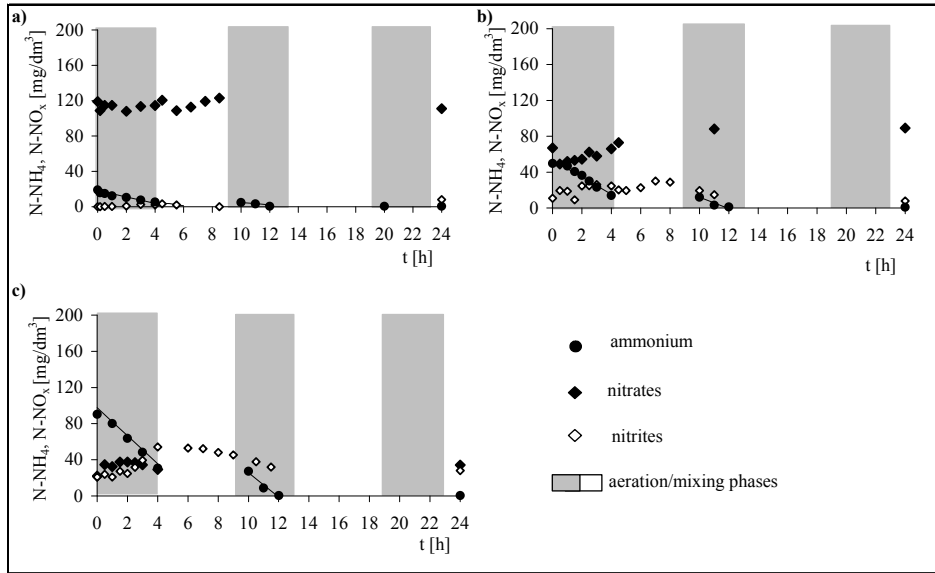 a)
N-NH4, N-NOx [mg/dm3]
200
160
120
80
40
0
0 2 4 6 8 10 12 14 16 18 20 22 24
t [h]
b)
N-NH4, N-NOx [mg/dm3]
200
160
120
80
40
0
0 2 4 6 8 10 12 14 16 18 20 22 24
t [h]
c)
N-NH4, N-NOx [mg/dm3]
200
160
120
80
40
0
0 2 4 6 8 10 12 14 16 18 20 22 24
t [h]
ammonium
nitrates
nitrites
aeration/mixing phases